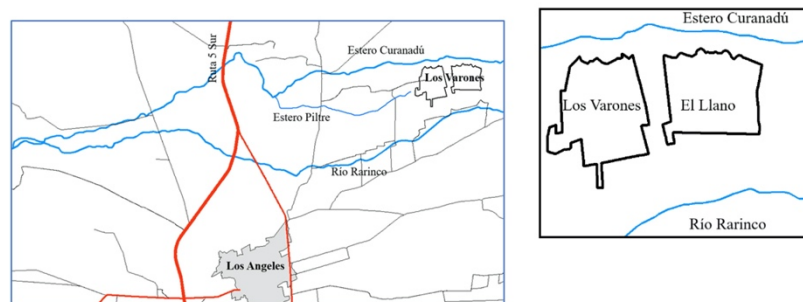 Ruta 5 Sur
Estero Curanadú
Los Varones
Estero Piltre
Río Rarinco
Los Angeles
Estero Curanadú
Los Varones
El Llano
Río Rarinco